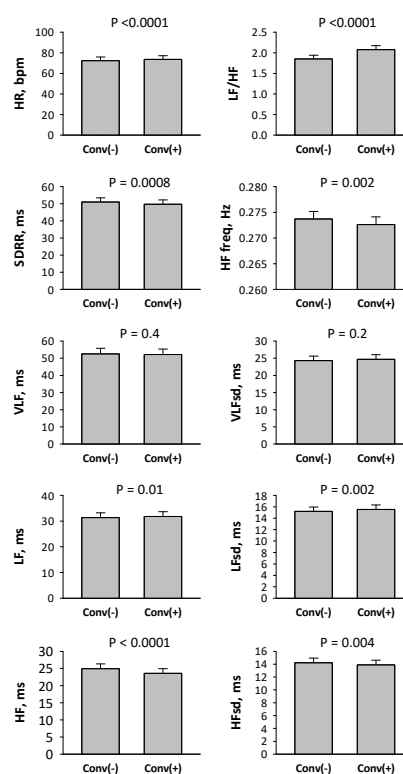 P <0.0001
HR, bpm
100
80
60
40
20
0
Conv(-) Conv(+)
P <0.0001
LF/HF
2.5
2.0
1.5
1.0
0.5
0.0
Conv(-) Conv(+)
P = 0.0008
SDRR, ms
60
50
40
30
20
10
0
Conv(-) Conv(+)
P = 0.002
HF freq, Hz
0.280
0.270
0.260
Conv(-) Conv(+)
P = 0.4
VLF, ms
60
50
40
30
20
10
0
Conv(-) Conv(+)
P = 0.2
VLFsd, ms
30
25
20
15
10
5
0
Conv(-) Conv(+)
P = 0.01
LF, ms
40
30
20
10
0
Conv(-) Conv(+)
P = 0.002
LFsd, ms
16
14
12
10
8
6
4
2
0
Conv(-) Conv(+)
P < 0.0001
HF, ms
30
25
20
15
10
5
0
Conv(-) Conv(+)
P = 0.004
HFsd, ms
16
14
12
10
8
6
4
2
0
Conv(-) Conv(+)